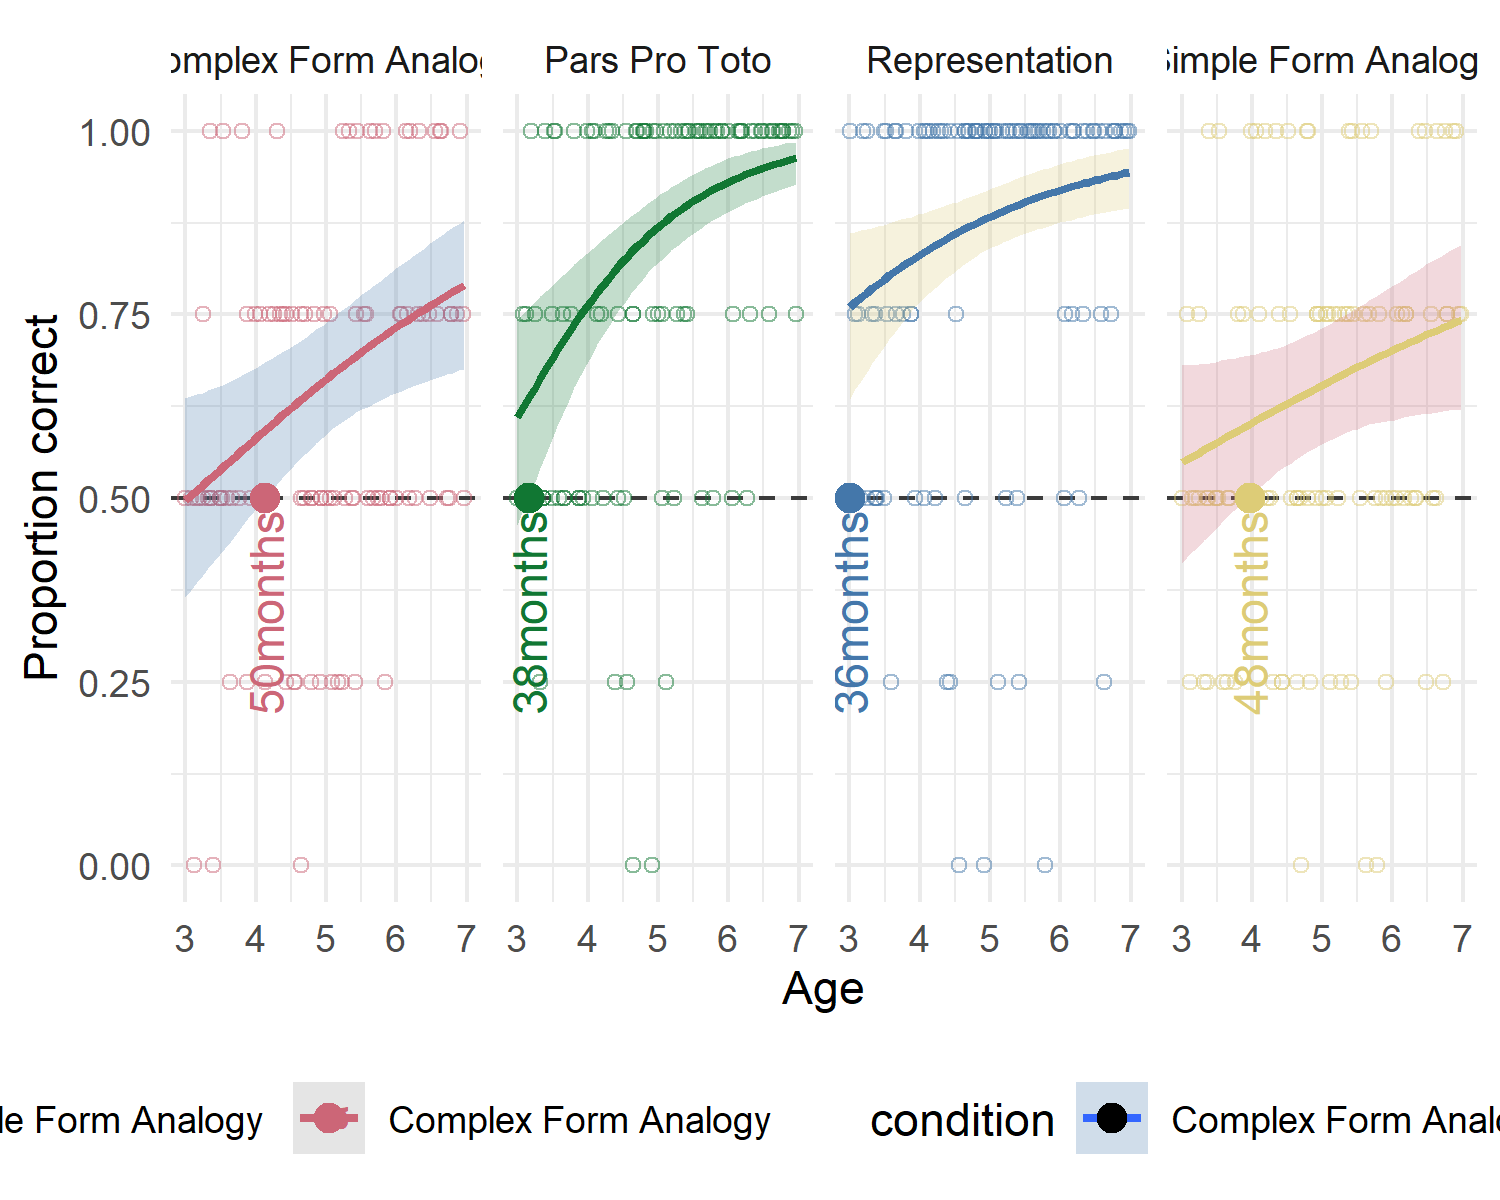 omplex Form Analog
Pars Pro Toto
Representation
Simple Form Analog
Proportion correct
1.00
0.75
0.50
0.25
0.00
50months
38months
36months
48months
3 4 5 6 7
3 4 5 6 7
3 4 5 6 7
3 4 5 6 7
Age
le Form Analogy
Complex Form Analogy
condition
Complex Form Analo